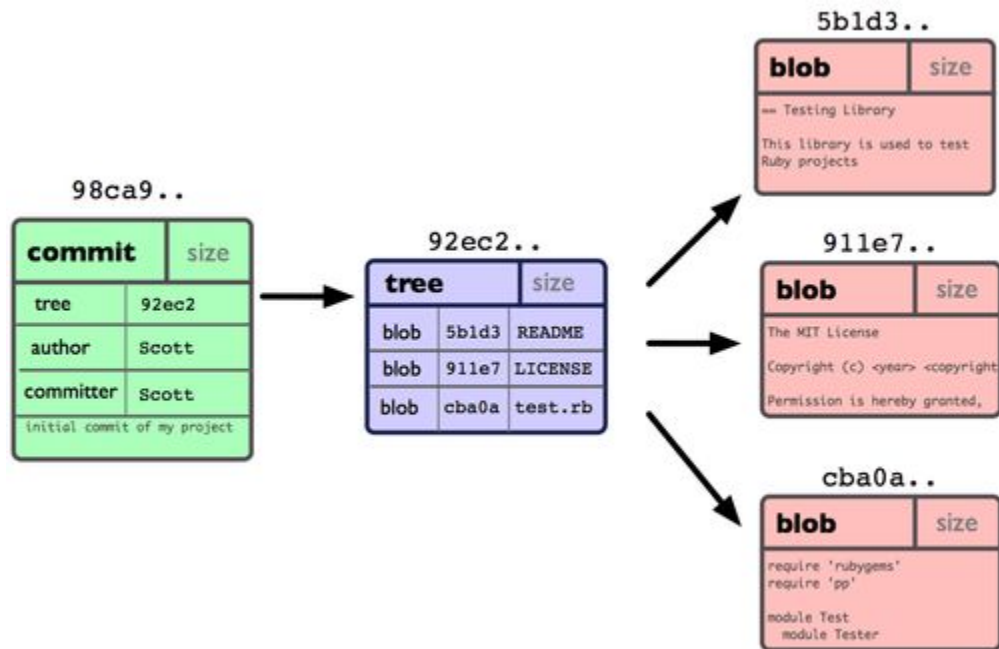 98ca9..
commit size
tree 92ec2
author Scott
committer Scott
initial commit of my project
92ec2..
tree size
blob 5b1d3 README
blob 911e7 LICENSE
blob cba0a test.rb
5b1d3..
blob size
== Testing Library
This library is used to test
Ruby projects
911e7..
blob size
The MIT License
Copyright (c) <year> <copyright
Permission is hereby granted,
cba0a..
blob size
require 'rubygems'
require 'pp'
module Test
module Tester